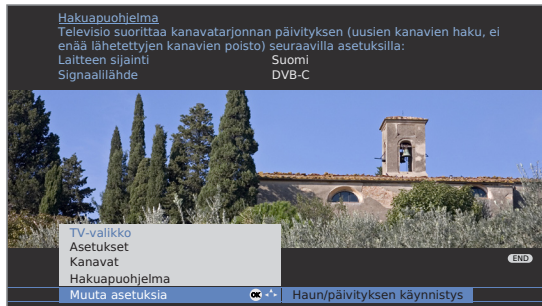 Hakuapuohjelma
Televisio suorittaa kanavatarjonnan päivityksen (uusien kanavien haku, ei
enää lähetettyjen kanavien poisto) seuraavilla asetuksilla:
Laitteen sijainti Suomi
Signaalilähde DVB-C
END
TV-valikko
Asetukset
Kanavat
Hakuapuohjelma
Muuta asetuksia OK Haun/päivityksen käynnistys